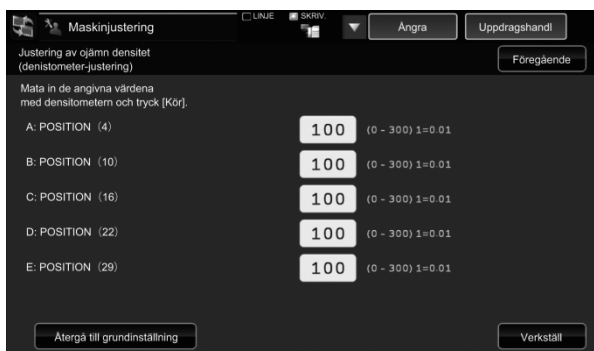 Maskinjustering
LINJE
SKRIV.
Ångra
Uppdragshandl
Justering av ojämn densitet
(denistometer-justering)
Föregående
Mata in de angivna värdena
med densitometern och tryck [Kör].
A: POSITION (4) 100 (0 - 300) 1=0.01
B: POSITION (10) 100 (0 - 300) 1=0.01
C: POSITION (16) 100 (0 - 300) 1=0.01
D: POSITION (22) 100 (0 - 300) 1=0.01
E: POSITION (29) 100 (0 - 300) 1=0.01
Återgå till grundinställning
Verkställ